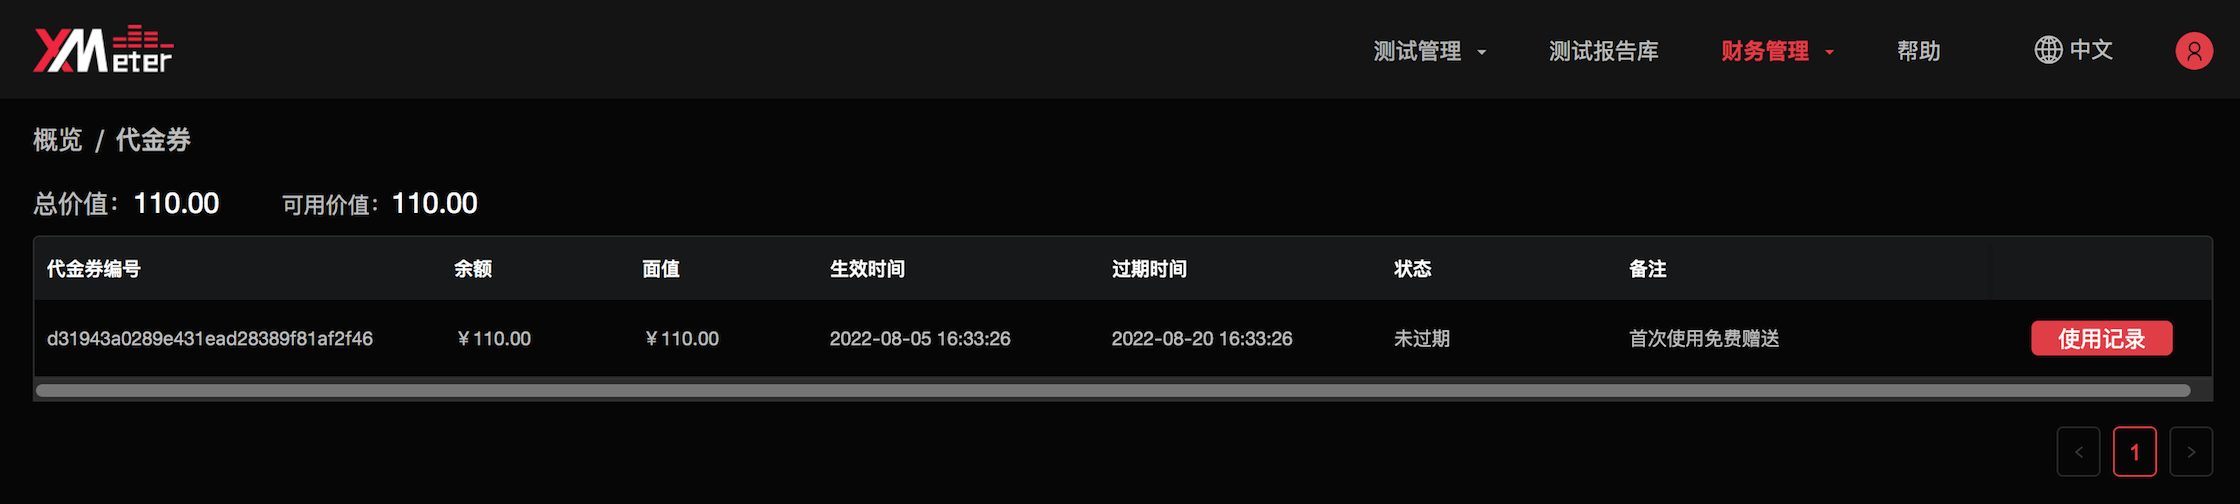 XMeter 测试管理 测试报告库 财务管理 帮助 中文
概览 / 代金券
总价值：110.00 可用价值：110.00
代金券编号 余额 面值 生效时间 过期时间 状态 备注
d31943a0289e431ead28389f81af2f46 ￥110.00 ￥110.00 2022-08-05 16:33:26 2022-08-20 16:33:26 未过期 首次使用免费赠送 使用记录
< 1 >